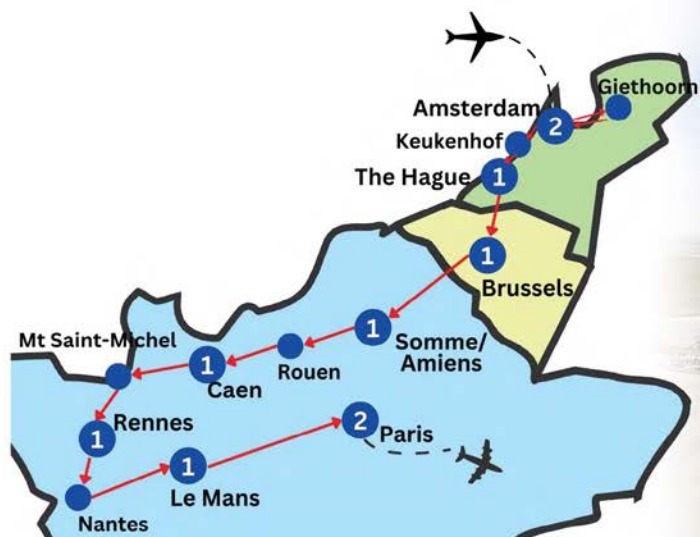 Giethoorn
Amsterdam
2
Keukenhof
The Hague
1
1
Brussels
Mt Saint-Michel
1
Somme/
Amiens
Rouen
1
Caen
Rennes
1
2
Paris
1
Le Mans
Nantes